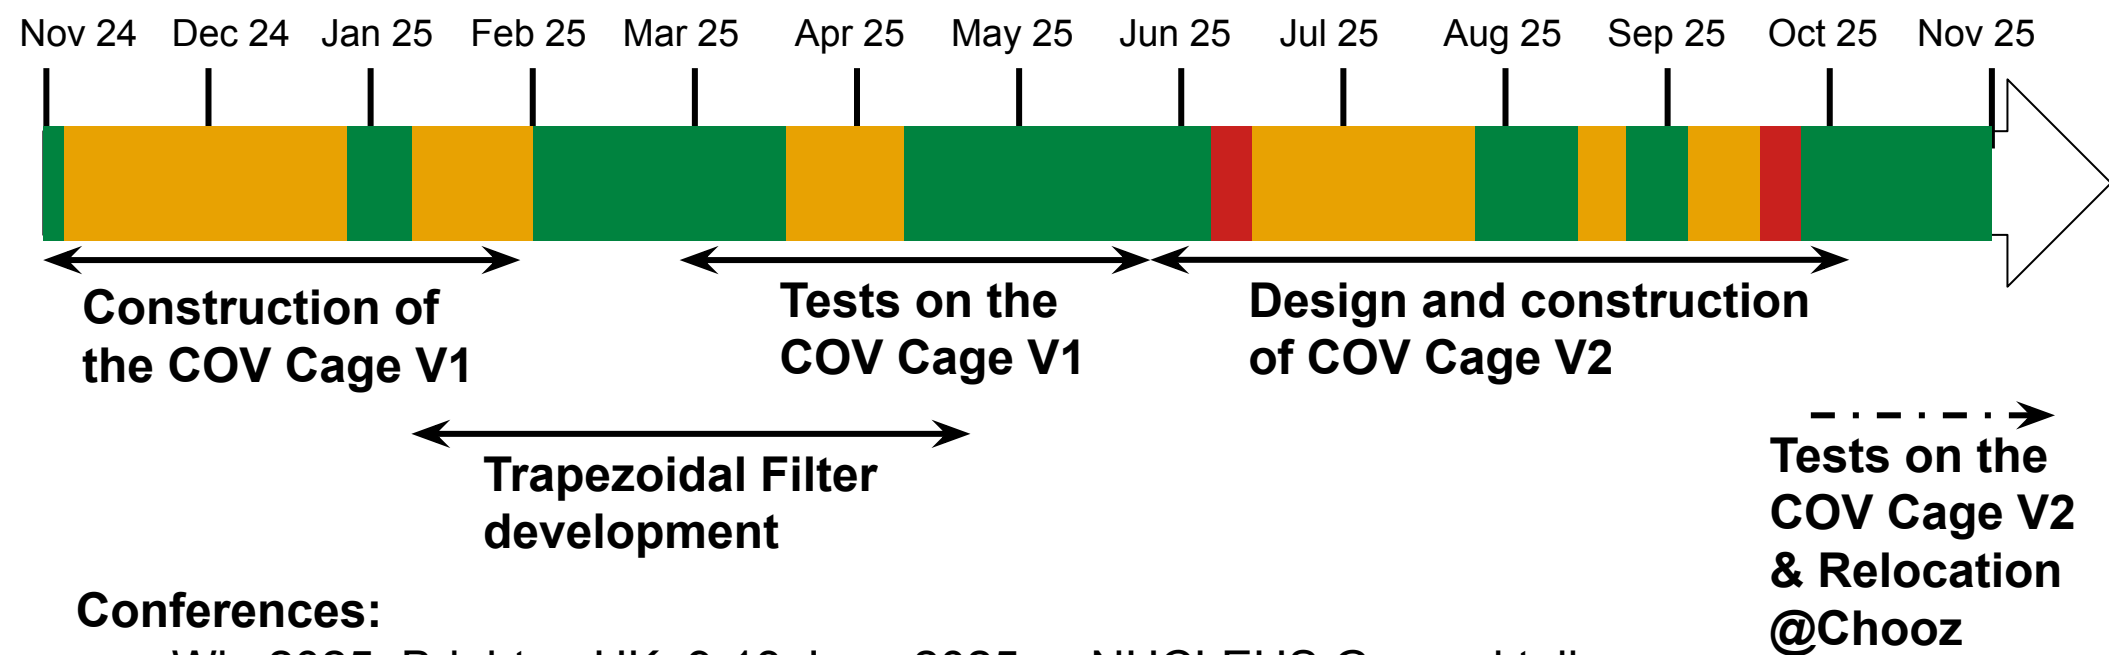 Nov 24 Dec 24 Jan 25 Feb 25 Mar 25 Apr 25 May 25 Jun 25 Jul 25 Aug 25 Sep 25 Oct 25 Nov 25
Construction of
the COV Cage V1
Tests on the
COV Cage V1
Design and construction
of COV Cage V2
Trapezoidal Filter
development
Tests on the
COV Cage V2
& Relocation
@Chooz
Conferences: